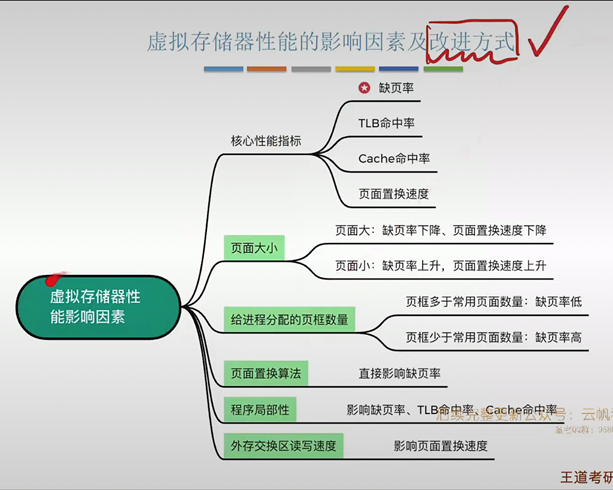 虚拟存储器性能的影响因素及改进方式
缺页率
TLB命中率
核心性能指标
Cache命中率
页面置换速度
页面大：缺页率下降、页面置换速度下降
页面大小
页面小：缺页率上升，页面置换速度上升
虚拟存储器性
能影响因素
页框多于常用页面数量：缺页率低
给进程分配的页框数量
页框少于常用页面数量：缺页率高
页面置换算法
直接影响缺页率
程序局部性
影响缺页率、TLB命中率、Cache命中率
后续完整更新公众号：云帆
外存交换区读写速度
影响页面置换速度
王道考研